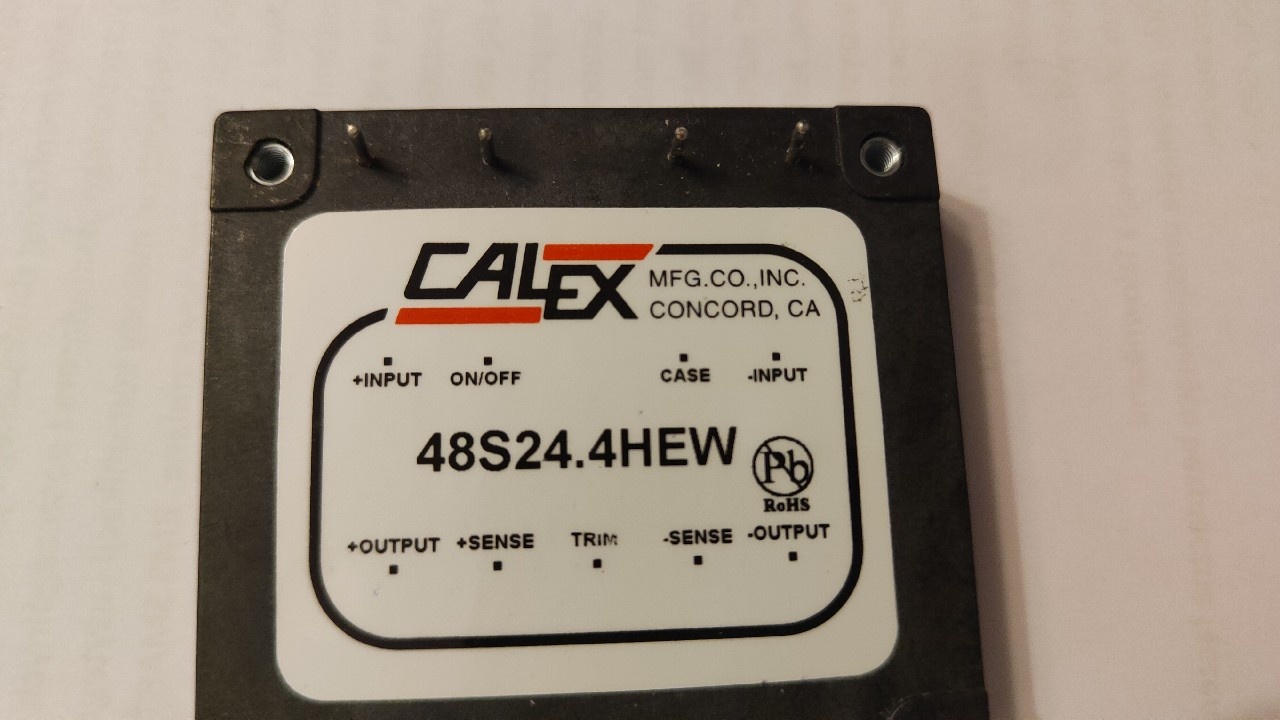 CALEX MFG.CO.,INC.
CONCORD, CA
+INPUT ON/OFF CASE -INPUT
48S24.4HEW
Pb
RoHS
+OUTPUT +SENSE TRIM -SENSE -OUTPUT